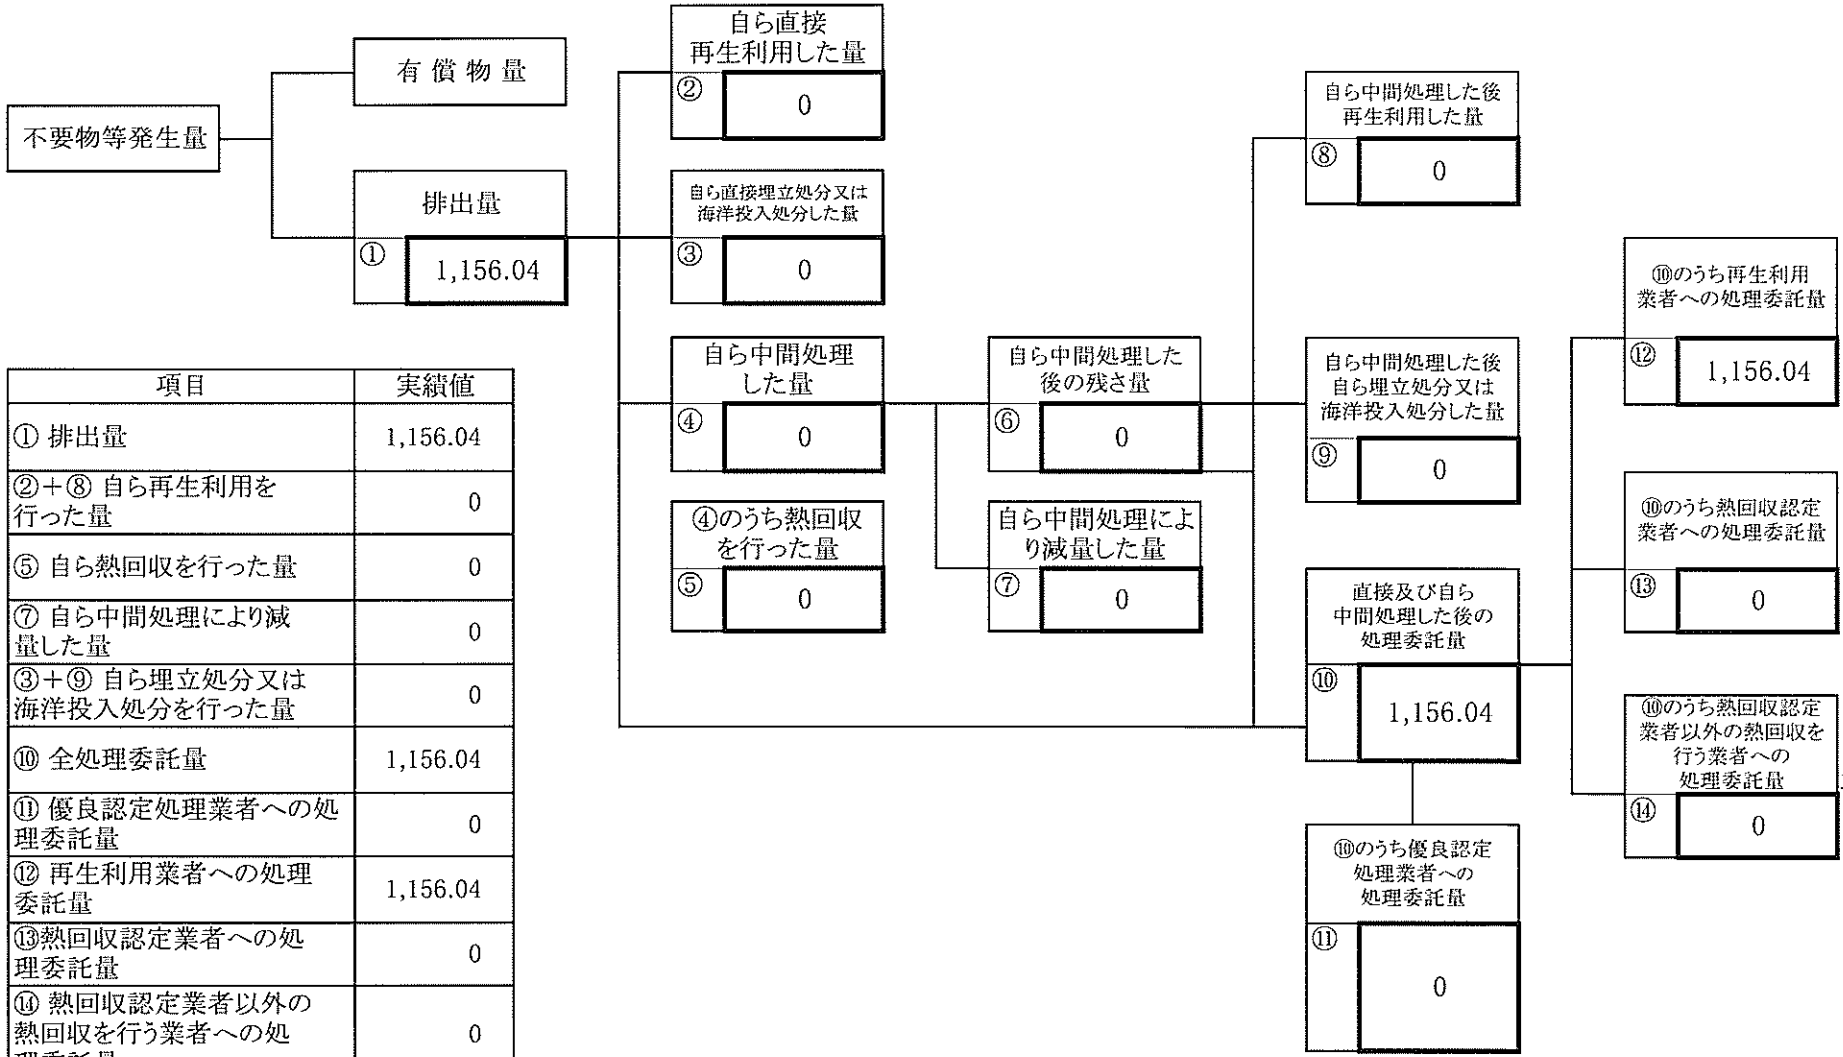 不要物等発生量
有 償 物 量
排出量
①
1,156.04
自ら直接
再生利用した量
②
0
自ら直接埋立処分又は
海洋投入処分した量
③
0
自ら中間処理
した量
④
0
④のうち熱回収
を行った量
⑤
0
自ら中間処理した
後の残さ量
⑥
0
自ら中間処理によ
り減量した量
⑦
0
自ら中間処理した後
再生利用した量
⑧
0
自ら中間処理した後
自ら埋立処分又は
海洋投入処分した量
⑨
0
直接及び自ら
中間処理した後の
処理委託量
⑩
1,156.04
⑩のうち優良認定
処理業者への
処理委託量
⑪
0
⑩のうち再生利用
業者への処理委託量
⑫
1,156.04
⑩のうち熱回収認定
業者への処理委託量
⑬
0
⑩のうち熱回収認定
業者以外の熱回収を
行う業者への
処理委託量
⑭
0
項目 実績値
① 排出量 1,156.04
②+⑧ 自ら再生利用を
行った量 0
⑤ 自ら熱回収を行った量 0
⑦ 自ら中間処理により減
量した量 0
③+⑨ 自ら埋立処分又は
海洋投入処分を行った量 0
⑩ 全処理委託量 1,156.04
⑪ 優良認定処理業者への処
理委託量 0
⑫ 再生利用業者への処理
委託量 1,156.04
⑬熱回収認定業者への処
理委託量 0
⑭ 熱回収認定業者以外の
熱回収を行う業者への処 0
理委託量